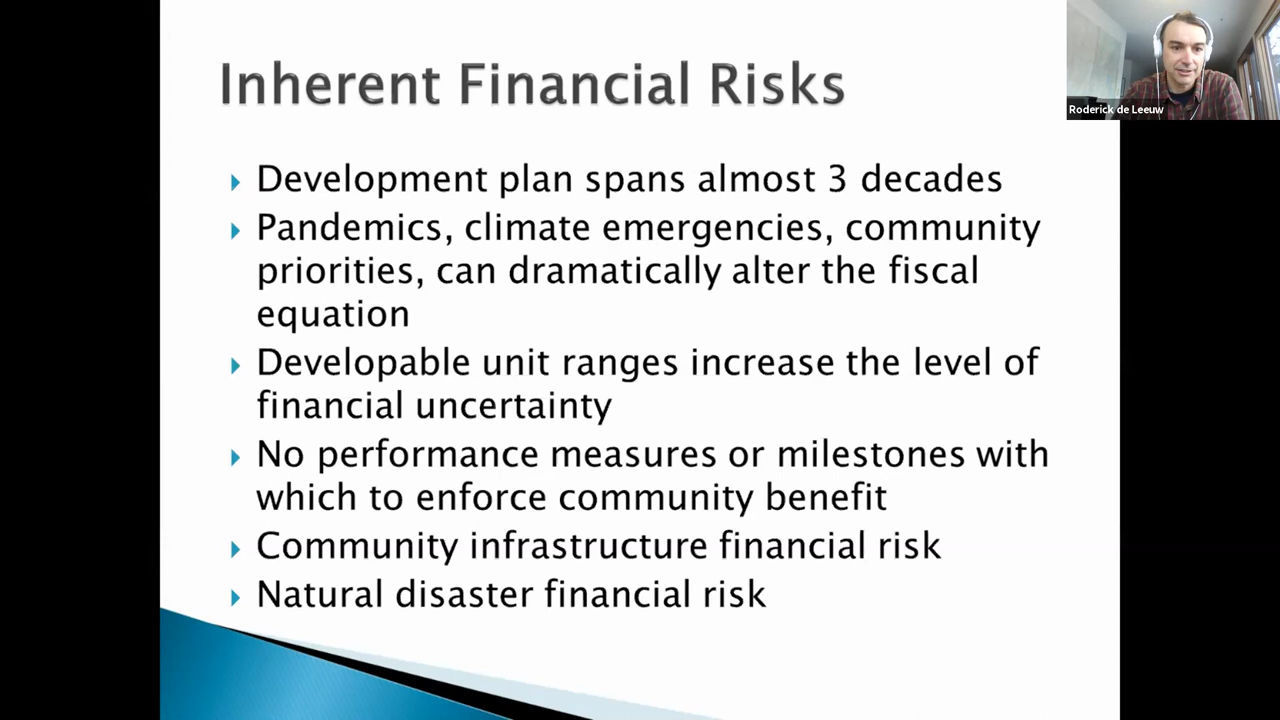 Inherent Financial Risks
Roderick de Leeuw
Development plan spans almost 3 decades
Pandemics, climate emergencies, community
priorities, can dramatically alter the fiscal
equation
Developable unit ranges increase the level of
financial uncertainty
No performance measures or milestones with
which to enforce community benefit
Community infrastructure financial risk
Natural disaster financial risk